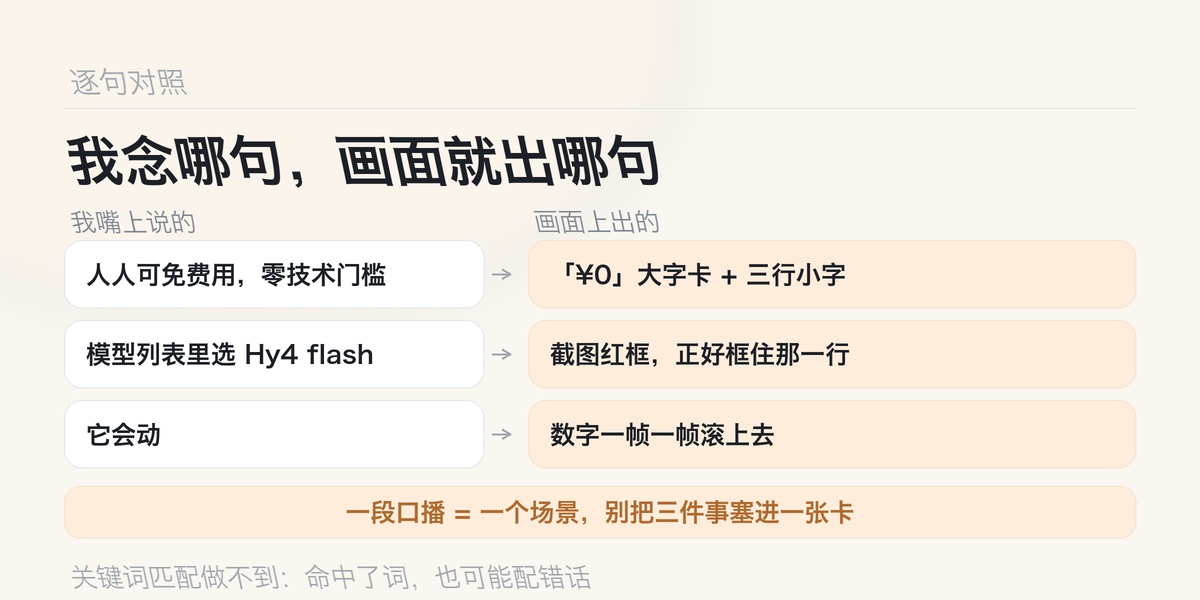 逐句对照
我念哪句，画面就出哪句
我嘴上说的
画面上出的
人人可免费用，零技术门槛 → 「¥0」大字卡 + 三行小字
模型列表里选 Hy4 flash → 截图红框，正好框住那一行
它会动 → 数字一帧一帧滚上去
一段口播 = 一个场景，别把三件事塞进一张卡
关键词匹配做不到：命中了词，也可能配错话